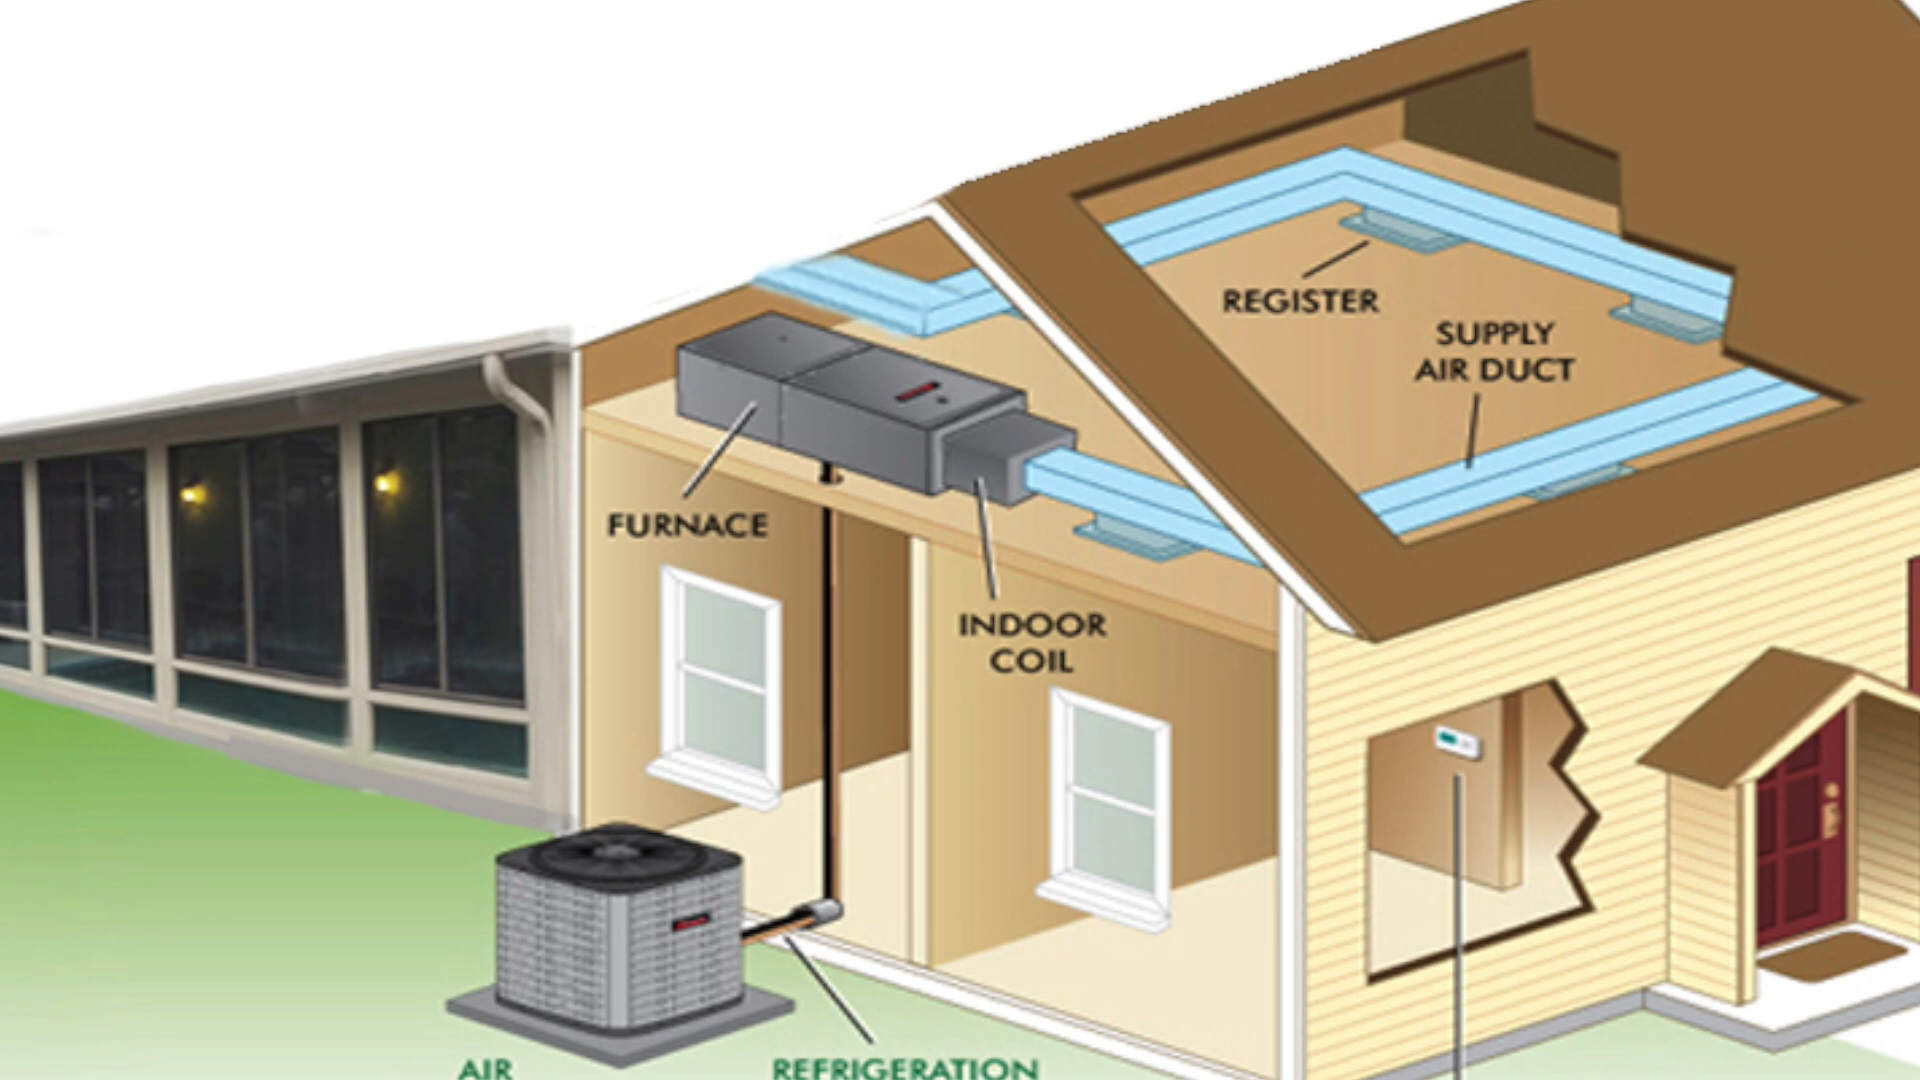 REGISTER
SUPPLY
AIR DUCT
FURNACE
INDOOR
COIL
AIR
REFRIGERATION